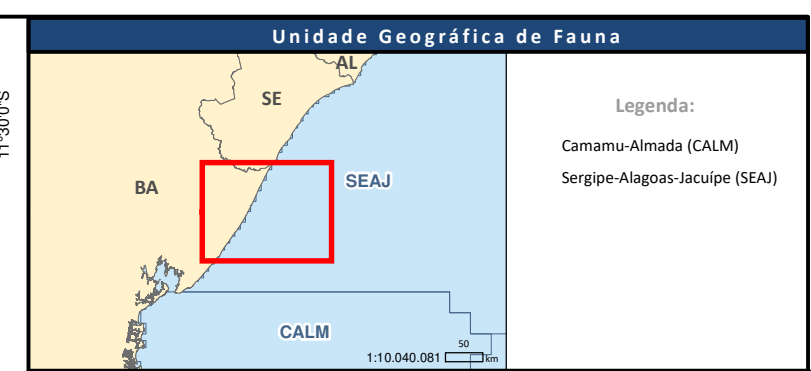 Unidade Geográfica de Fauna
11°30'0"S
AL
SE
BA
SEAJ
CALM
50
1:10.040.081 km
Legenda:
Camamu-Almada (CALM)
Sergipe-Alagoas-Jacuípe (SEAJ)